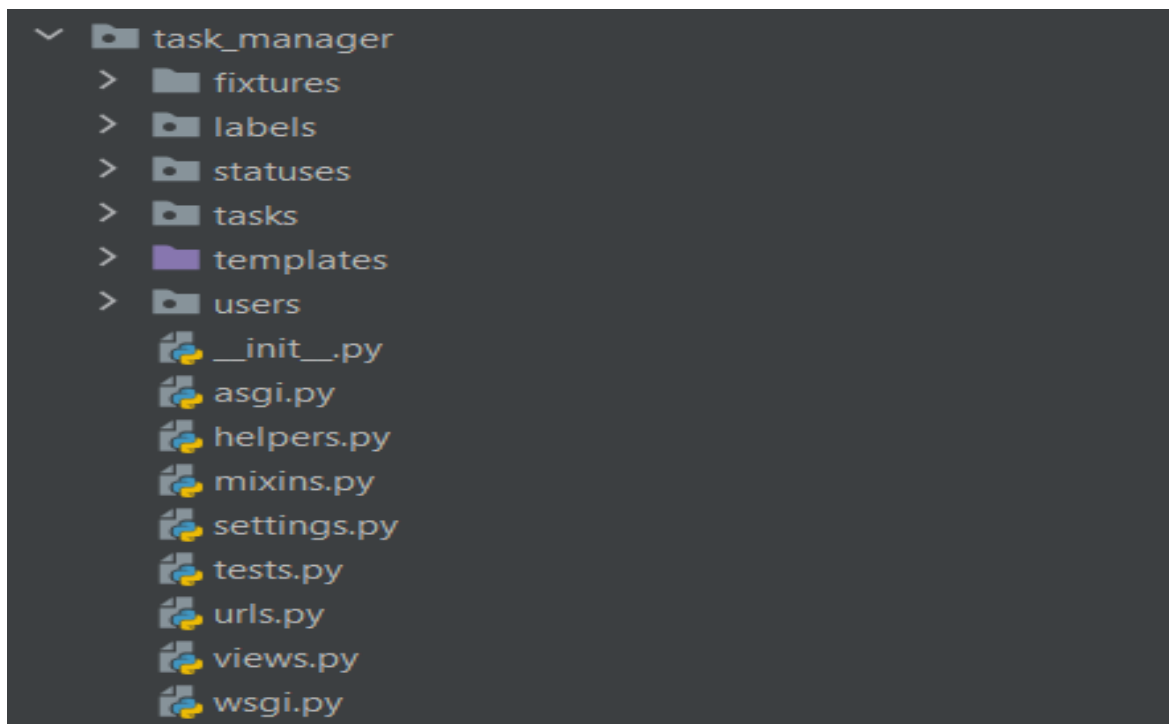 task_manager
fixtures
labels
statuses
tasks
templates
users
__init__.py
asgi.py
helpers.py
mixins.py
settings.py
tests.py
urls.py
views.py
wsgi.py